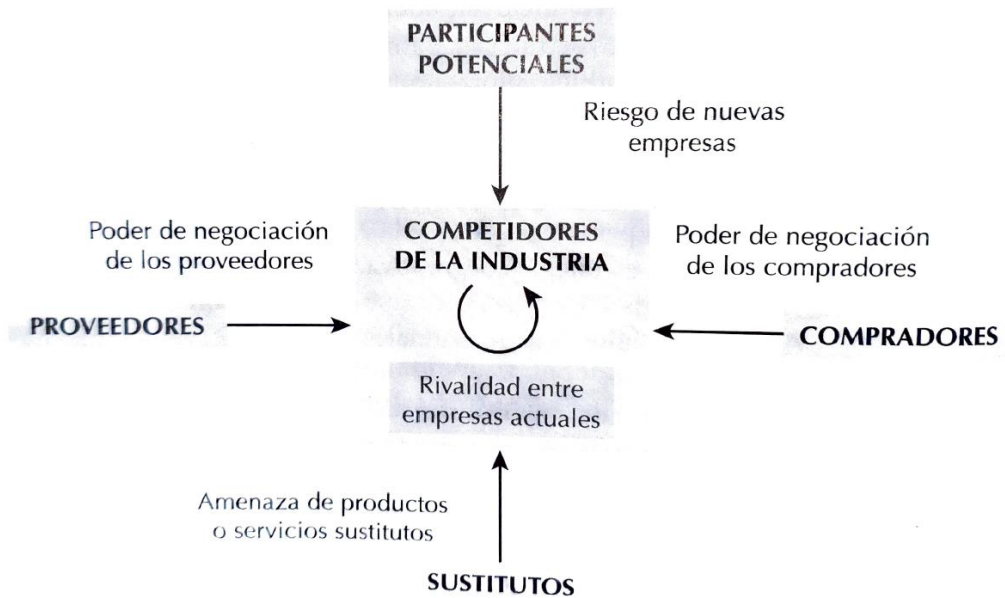 PARTICIPANTES
POTENCIALES
Riesgo de nuevas
empresas
Poder de negociación
de los proveedores
COMPETIDORES
DE LA INDUSTRIA
Poder de negociación
de los compradores
PROVEEDORES
COMPRADORES
Rivalidad entre
empresas actuales
Amenaza de productos
o servicios sustitutos
SUSTITUTOS